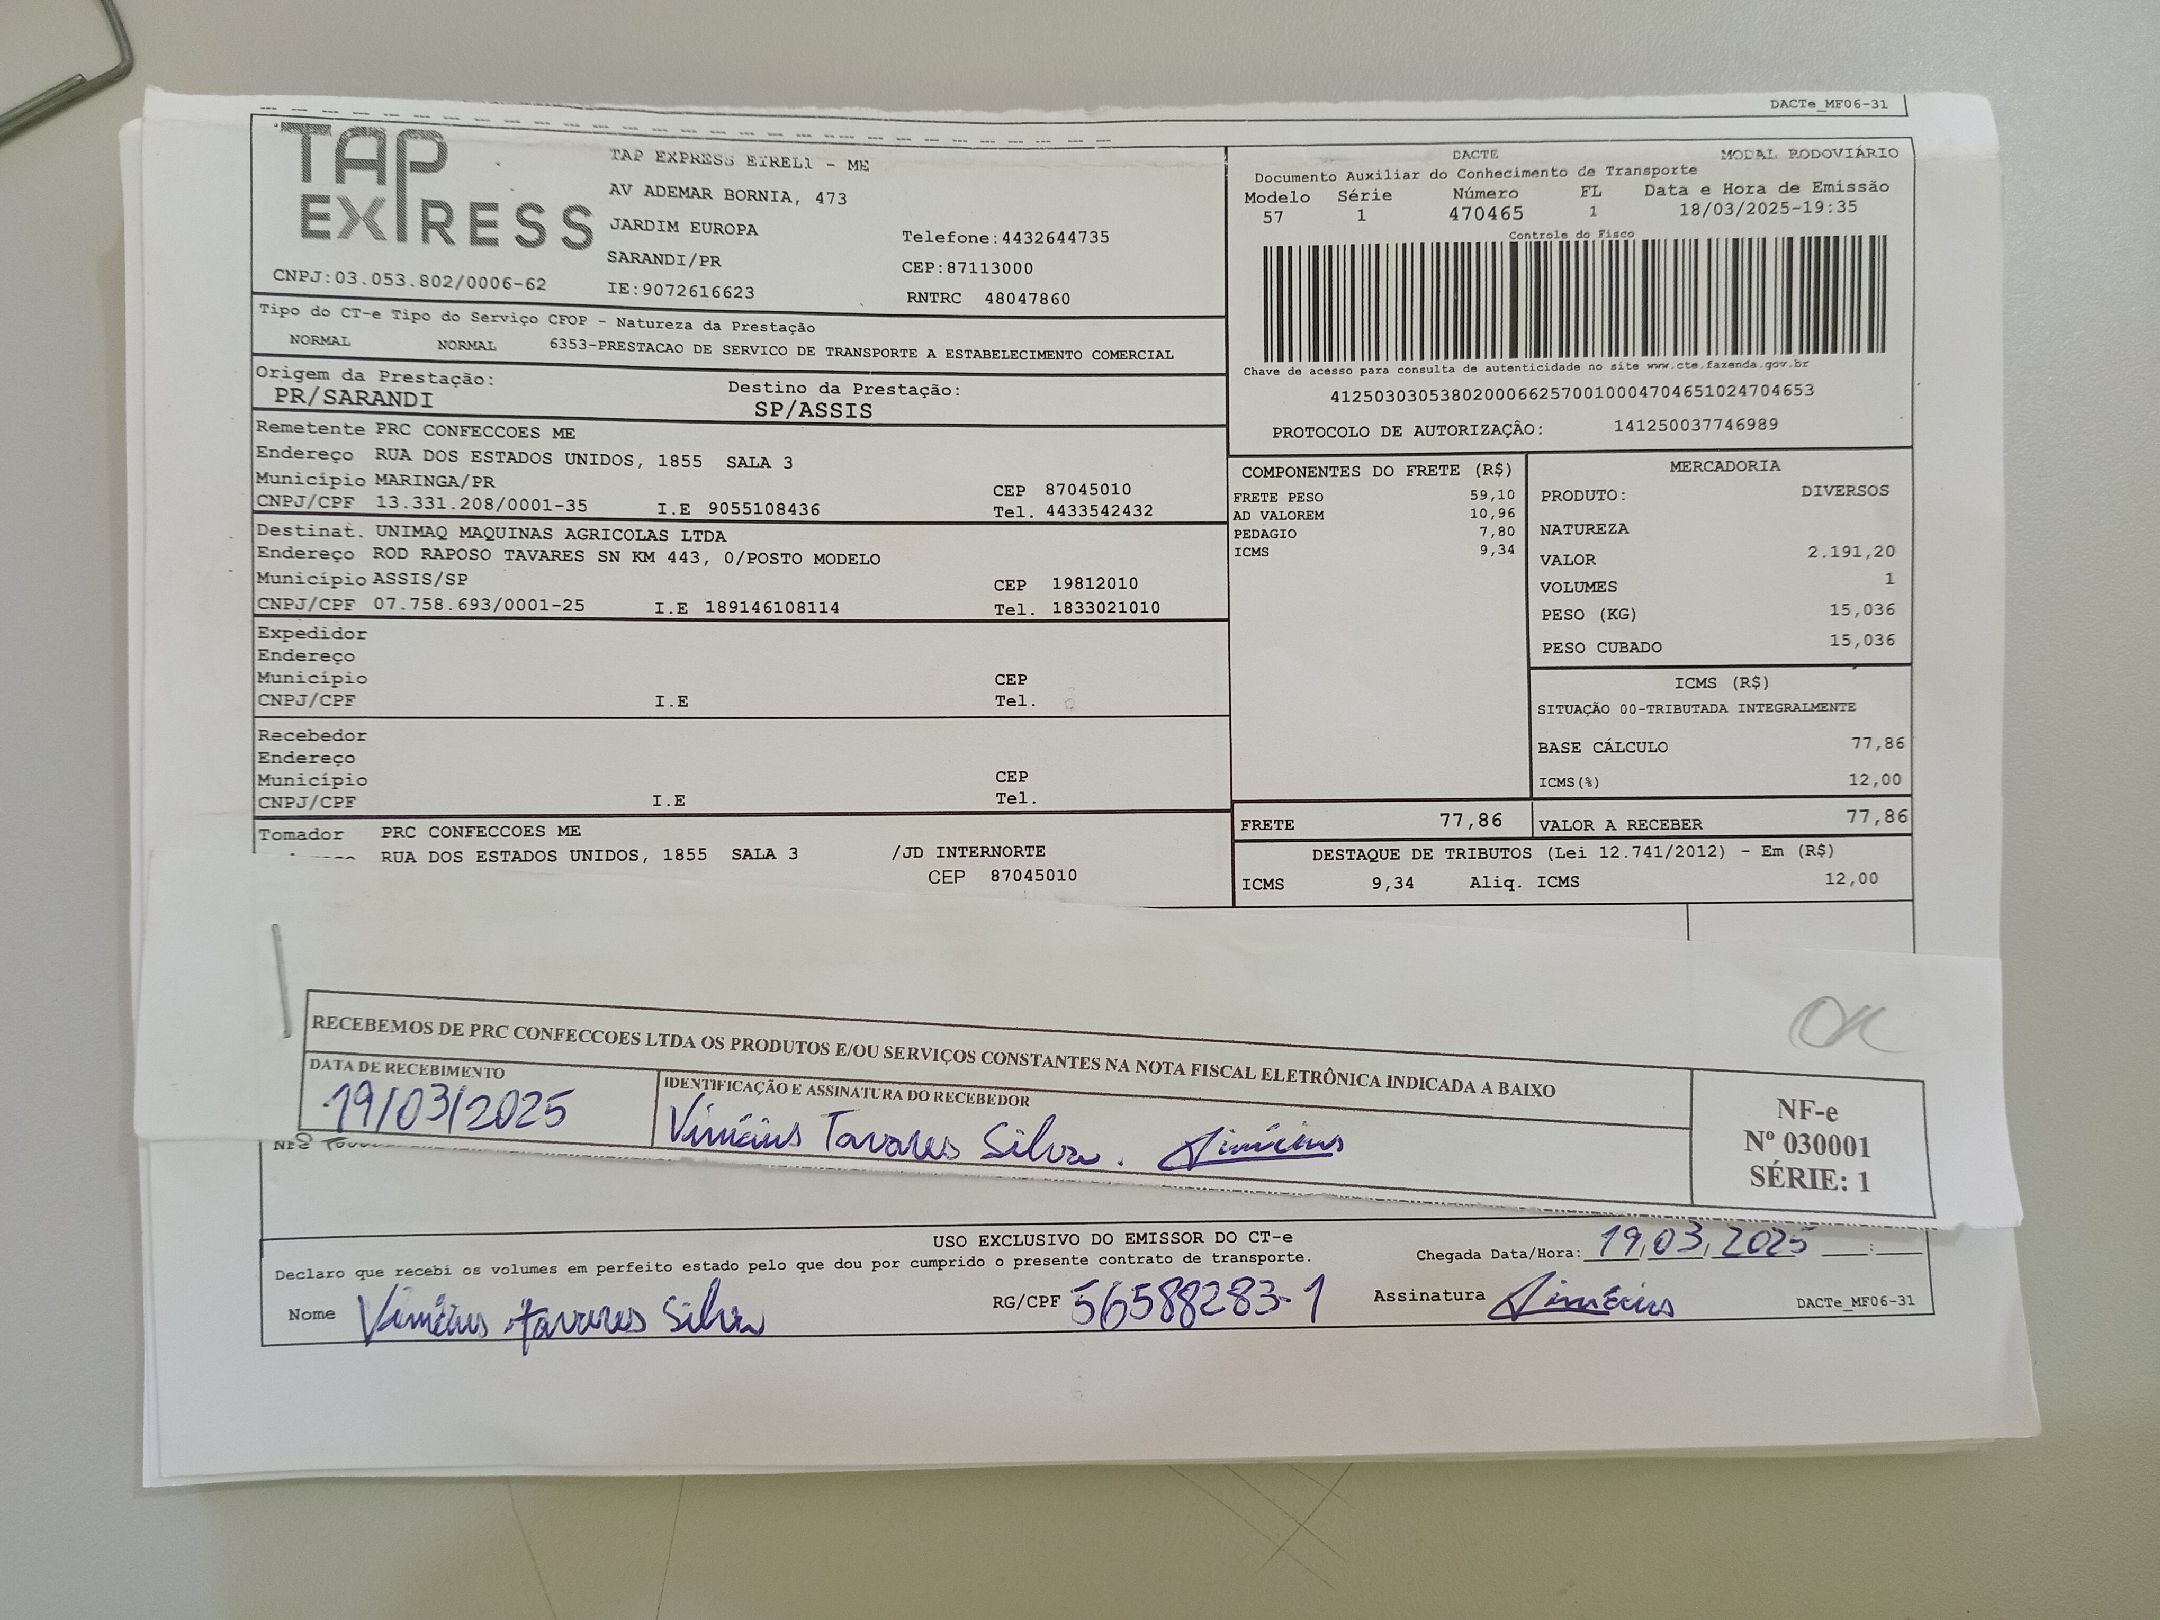 DACTe_MF06-31
TAP EXPRESS
TAP EXPRESS EIRELI - ME
AV ADEMAR BORNIA, 473
JARDIM EUROPA
Telefone:4432644735
SARANDI/PR
CEP:87113000
CNPJ:03.053.802/0006-62
IE:9072616623
RNTRC 48047860
DACTE
MODAL RODOVIÁRIO
Documento Auxiliar do Conhecimento de Transporte
Modelo Série Número FL Data e Hora de Emissão
57 1 470465 1 18/03/2025-19:35
Controle do Fisco
Chave de acesso para consulta de autenticidade no site www.cte.fazenda.gov.br
41250303053802000662570010004704651024704653
PROTOCOLO DE AUTORIZAÇÃO: 141250037746989
Tipo do CT-e Tipo do Serviço CFOP - Natureza da Prestação
NORMAL NORMAL 6353-PRESTACAO DE SERVICO DE TRANSPORTE A ESTABELECIMENTO COMERCIAL
Origem da Prestação: Destino da Prestação:
PR/SARANDI SP/ASSIS
Remetente PRC CONFECCOES ME
Endereço RUA DOS ESTADOS UNIDOS, 1855 SALA 3
Município MARINGA/PR CEP 87045010
CNPJ/CPF 13.331.208/0001-35 I.E 9055108436 Tel. 4433542432
Destinat. UNIMAQ MAQUINAS AGRICOLAS LTDA
Endereço ROD RAPOSO TAVARES SN KM 443, 0/POSTO MODELO
Município ASSIS/SP CEP 19812010
CNPJ/CPF 07.758.693/0001-25 I.E 189146108114 Tel. 1833021010
Expedidor
Endereço
Município CEP
CNPJ/CPF I.E Tel.
Recebedor
Endereço
Município CEP
CNPJ/CPF I.E Tel.
Tomador PRC CONFECCOES ME
RUA DOS ESTADOS UNIDOS, 1855 SALA 3 /JD INTERNORTE
CEP 87045010
COMPONENTES DO FRETE (R$)
FRETE PESO 59,10
AD VALOREM 10,96
PEDAGIO 7,80
ICMS 9,34
MERCADORIA
PRODUTO: DIVERSOS
NATUREZA
VALOR 2.191,20
VOLUMES 1
PESO (KG) 15,036
PESO CUBADO 15,036
ICMS (R$)
SITUAÇÃO 00-TRIBUTADA INTEGRALMENTE
BASE CÁLCULO 77,86
ICMS(%) 12,00
FRETE 77,86 VALOR A RECEBER 77,86
DESTAQUE DE TRIBUTOS (Lei 12.741/2012) - Em (R$)
ICMS 9,34 Aliq. ICMS 12,00
OK
RECEBEMOS DE PRC CONFECCOES LTDA OS PRODUTOS E/OU SERVIÇOS CONSTANTES NA NOTA FISCAL ELETRÔNICA INDICADA A BAIXO
DATA DE RECEBIMENTO IDENTIFICAÇÃO E ASSINATURA DO RECEBEDOR
19/03/2025 Vinícius Tavares Silva. Vinícius
NF-e
Nº 030001
SÉRIE: 1
USO EXCLUSIVO DO EMISSOR DO CT-e
Declaro que recebi os volumes em perfeito estado pelo que dou por cumprido o presente contrato de transporte.
Chegada Data/Hora: 19/03/2025 __:__
Nome Vinícius Tavares Silva RG/CPF 56588283-1 Assinatura Vinícius
DACTe_MF06-31